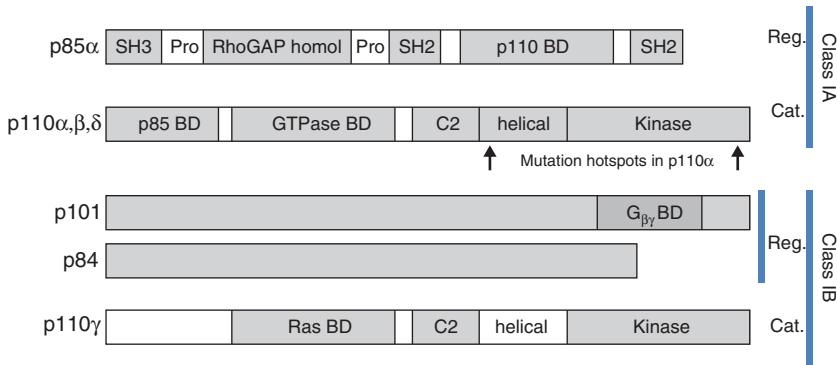 p85α SH3 Pro RhoGAP homol Pro SH2 p110 BD SH2 Reg.
p110α,β,δ p85 BD GTPase BD C2 helical Kinase Cat.
Class IA
Mutation hotspots in p110α
p101 GβγBD
p84 Reg.
p110γ Ras BD C2 helical Kinase Cat.
Class IB